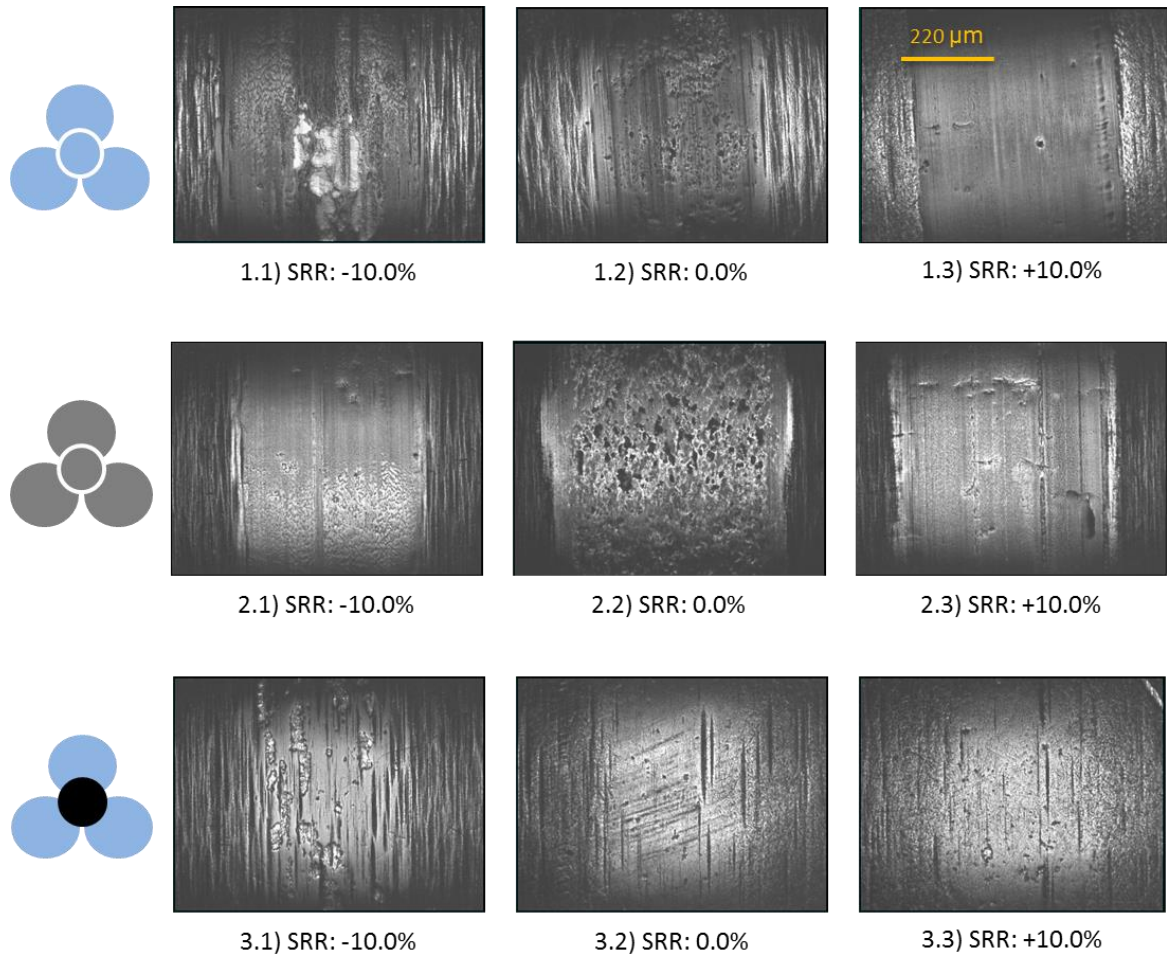 220 µm
1.1) SRR: -10.0%
1.2) SRR: 0.0%
1.3) SRR: +10.0%
2.1) SRR: -10.0%
2.2) SRR: 0.0%
2.3) SRR: +10.0%
3.1) SRR: -10.0%
3.2) SRR: 0.0%
3.3) SRR: +10.0%